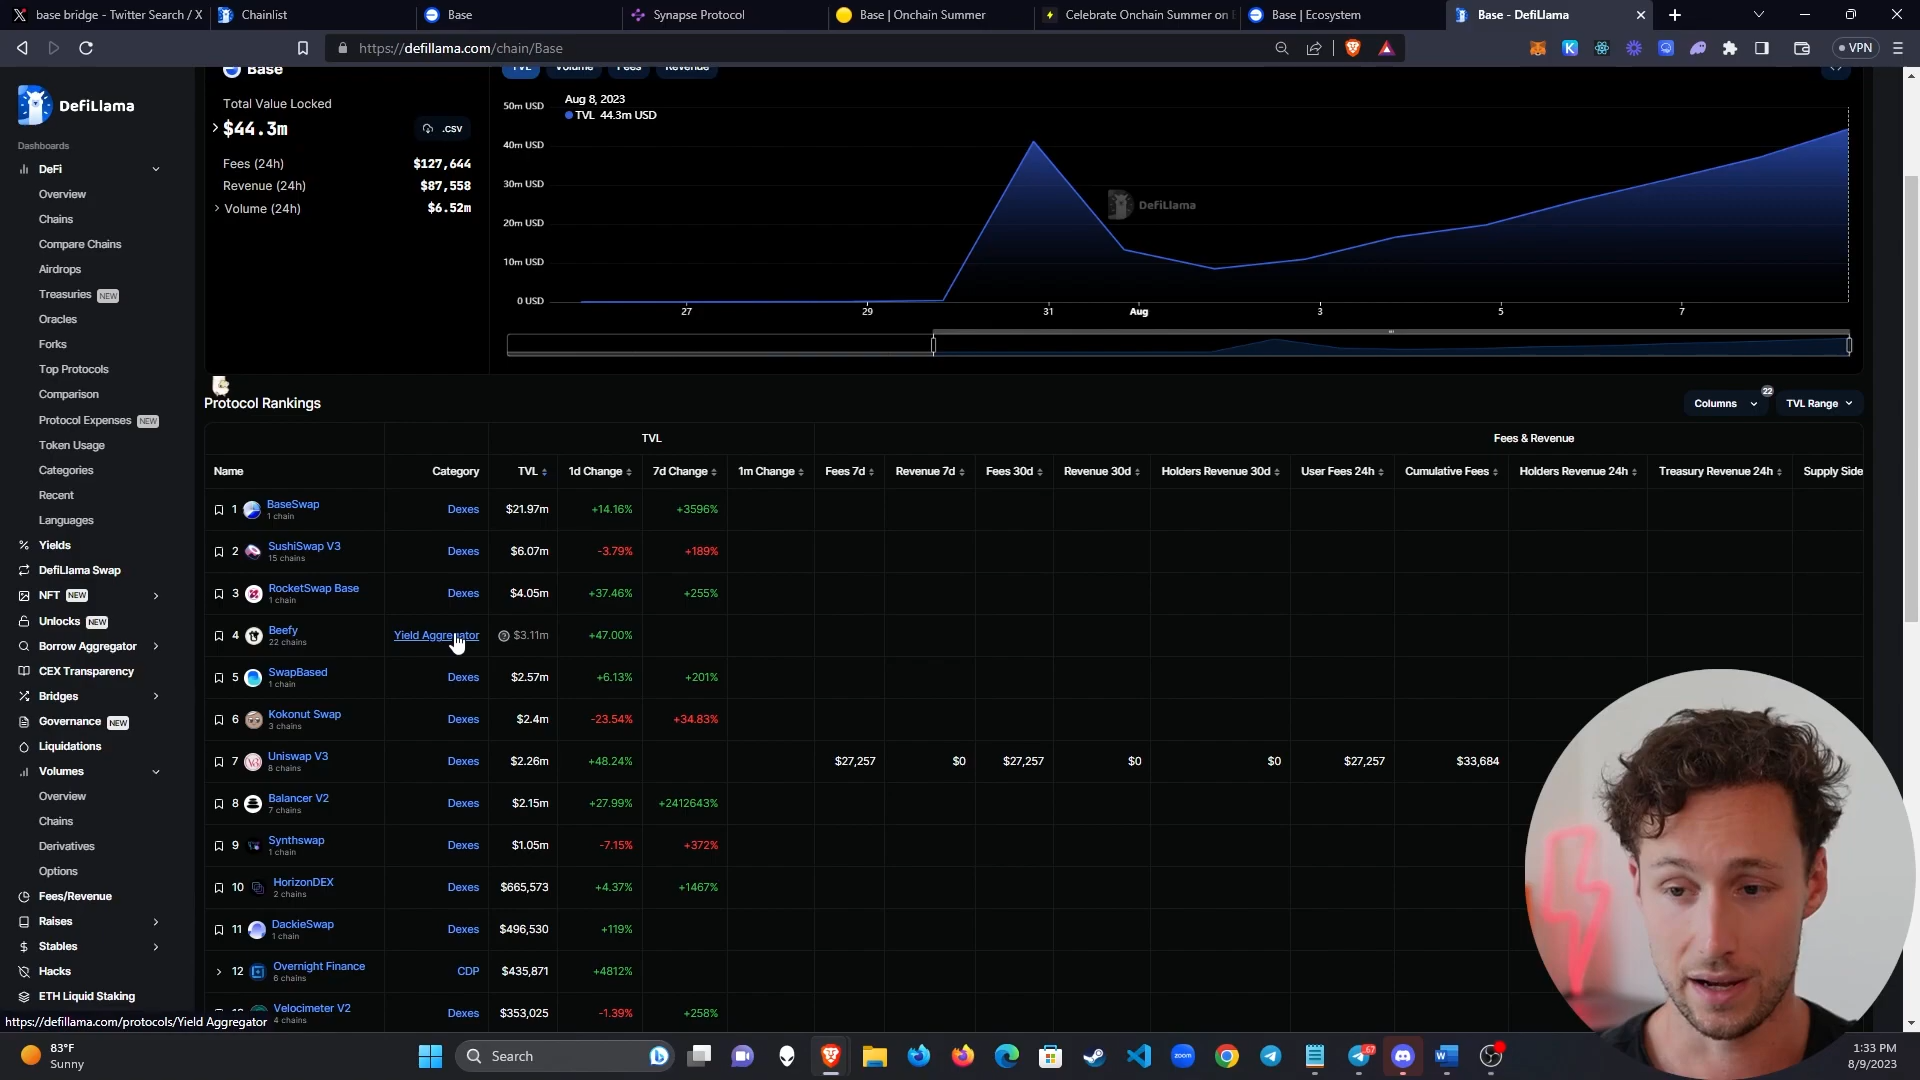 base bridge - Twitter Search / X
Chainlist
Base
Synapse Protocol
Base | Onchain Summer
Celebrate Onchain Summer on
Base | Ecosystem
Base - DefiLlama
https://defillama.com/chain/Base
VPN
DefiLlama
Dashboards
DeFi
Overview
Chains
Compare Chains
Airdrops
Treasuries NEW
Oracles
Forks
Top Protocols
Comparison
Protocol Expenses NEW
Token Usage
Categories
Recent
Languages
Yields
DefiLlama Swap
NFT NEW
Unlocks NEW
Borrow Aggregator
CEX Transparency
Bridges
Governance NEW
Liquidations
Volumes
Overview
Chains
Derivatives
Options
Fees/Revenue
Raises
Stables
Hacks
ETH Liquid Staking
Base
Total Value Locked
$44.3m
.csv
Fees (24h) $127,644
Revenue (24h) $87,558
Volume (24h) $6.52m
TVL Volume Fees Revenue
Aug 8, 2023
TVL 44.3m USD
50m USD
40m USD
30m USD
20m USD
10m USD
0 USD
DefiLlama
27 29 31 Aug 3 5 7
Protocol Rankings
Columns
22
TVL Range
TVL Fees & Revenue
Name Category TVL 1d Change 7d Change 1m Change Fees 7d Revenue 7d Fees 30d Revenue 30d Holders Revenue 30d User Fees 24h Cumulative Fees Holders Revenue 24h Treasury Revenue 24h Supply Side
1 BaseSwap Dexes $21.97m +14.16% +3596%
1 chain
2 SushiSwap V3 Dexes $6.07m -3.79% +189%
15 chains
3 RocketSwap Base Dexes $4.05m +37.46% +255%
1 chain
4 Beefy Yield Aggregator $3.11m +47.00%
22 chains
5 SwapBased Dexes $2.57m +6.13% +201%
1 chain
6 Kokonut Swap Dexes $2.4m -23.54% +34.83%
3 chains
7 Uniswap V3 Dexes $2.26m +48.24% $27,257 $0 $27,257 $0 $0 $27,257 $33,684
8 chains
8 Balancer V2 Dexes $2.15m +27.99% +2412643%
7 chains
9 Synthswap Dexes $1.05m -7.15% +372%
1 chain
10 HorizonDEX Dexes $665,573 +4.37% +1467%
2 chains
11 DackieSwap Dexes $496,530 +119%
1 chain
12 Overnight Finance CDP $435,871 +4812%
6 chains
Velocimeter V2 Dexes $353,025 -1.39% +258%
4 chains
https://defillama.com/protocols/Yield Aggregator
83°F
Sunny
Search
zoom
67
1:33 PM
8/9/2023